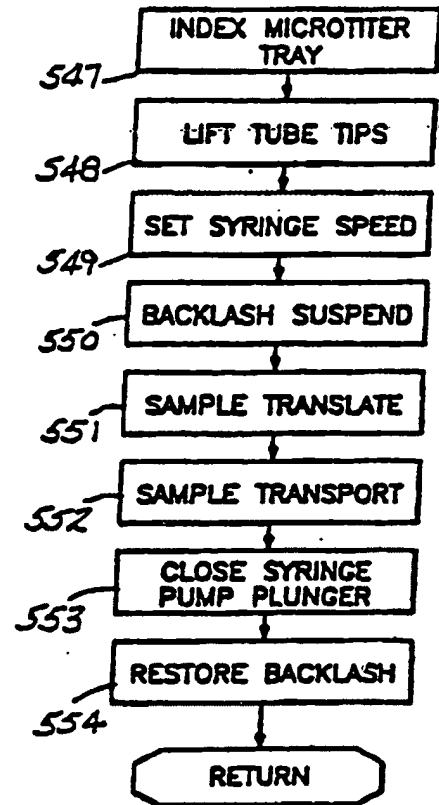 INDEX MICROTITER
TRAY
547
LIFT TUBE TIPS
548
SET SYRINGE SPEED
549
BACKLASH SUSPEND
550
SAMPLE TRANSLATE
551
SAMPLE TRANSPORT
552
CLOSE SYRINGE
PUMP PLUNGER
553
RESTORE BACKLASH
554
RETURN